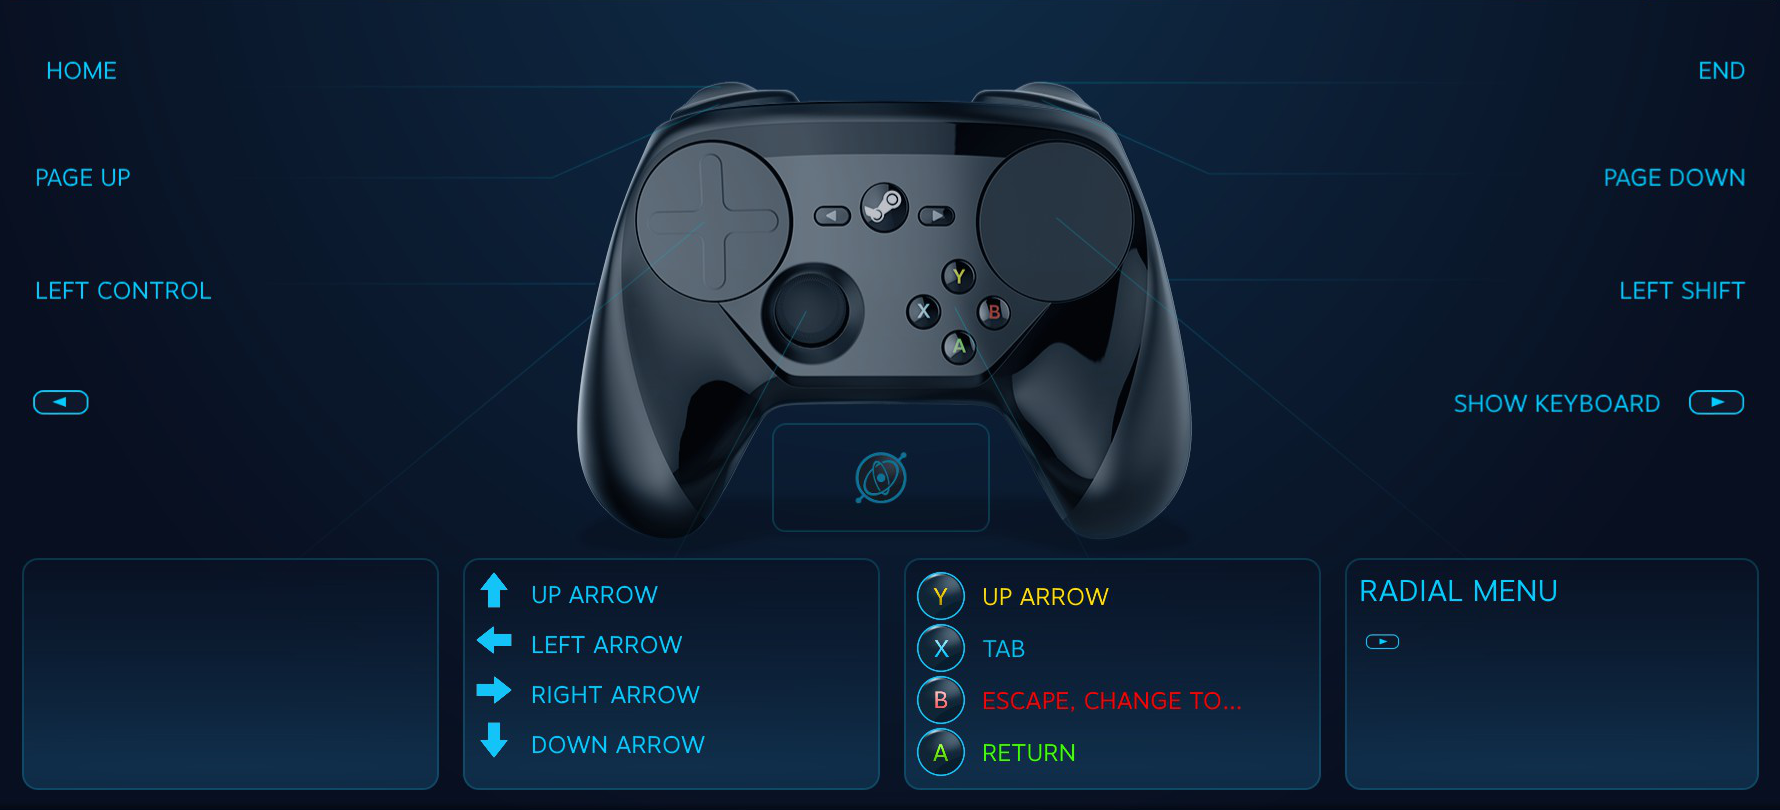 HOME
END
PAGE UP
PAGE DOWN
Y
X
B
A
LEFT CONTROL
LEFT SHIFT
SHOW KEYBOARD
UP ARROW
LEFT ARROW
RIGHT ARROW
DOWN ARROW
Y UP ARROW
X TAB
B ESCAPE, CHANGE TO...
A RETURN
RADIAL MENU